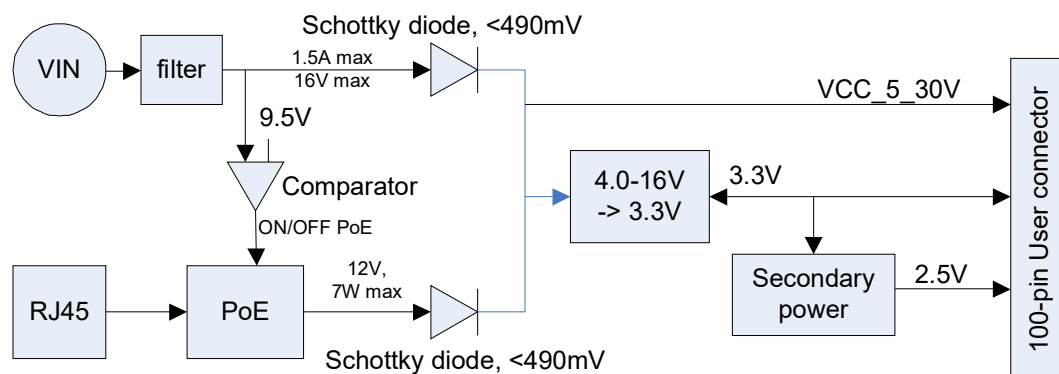 Schottky diode, <490mV
VIN
filter
1.5A max
16V max
VCC_5_30V
9.5V
Comparator
ON/OFF PoE
4.0-16V
-> 3.3V
3.3V
RJ45
PoE
12V,
7W max
Secondary
power
2.5V
Schottky diode, <490mV
100-pin User connector